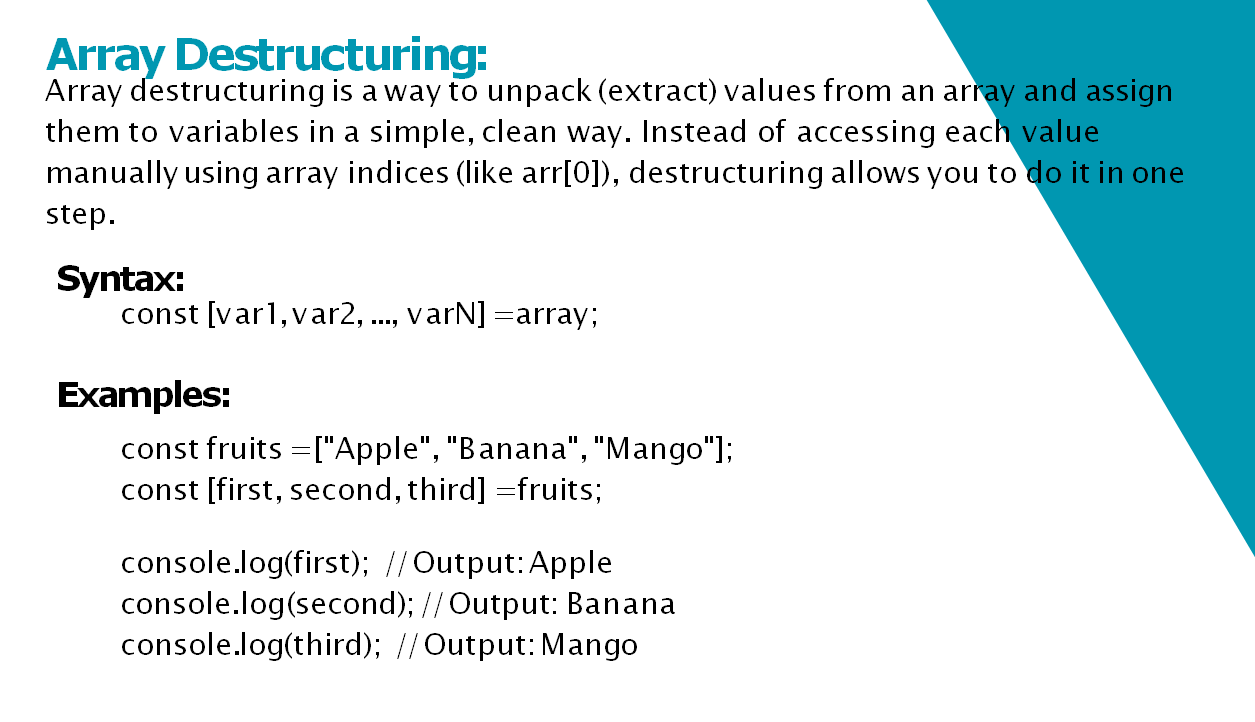 Array Destructuring:
Array destructuring is a way to unpack (extract) values from an array and assign
them to variables in a simple, clean way. Instead of accessing each value
manually using array indices (like arr[0]), destructuring allows you to do it in one
step.
Syntax:
const [var1, var2, ..., varN] =array;
Examples:
const fruits =["Apple", "Banana", "Mango"];
const [first, second, third] =fruits;
console.log(first); // Output: Apple
console.log(second); // Output: Banana
console.log(third); // Output: Mango